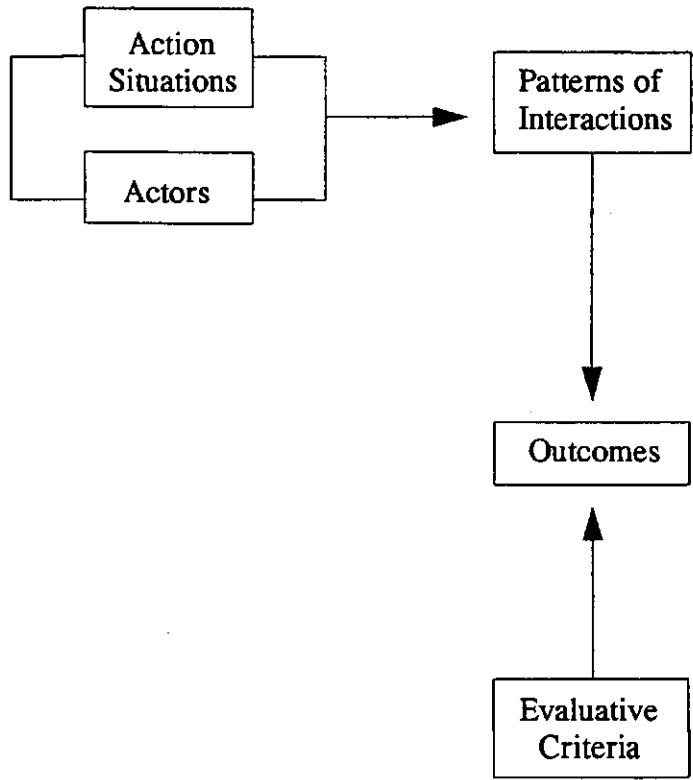 Action
Situations
Actors
Patterns of
Interactions
Outcomes
Evaluative
Criteria